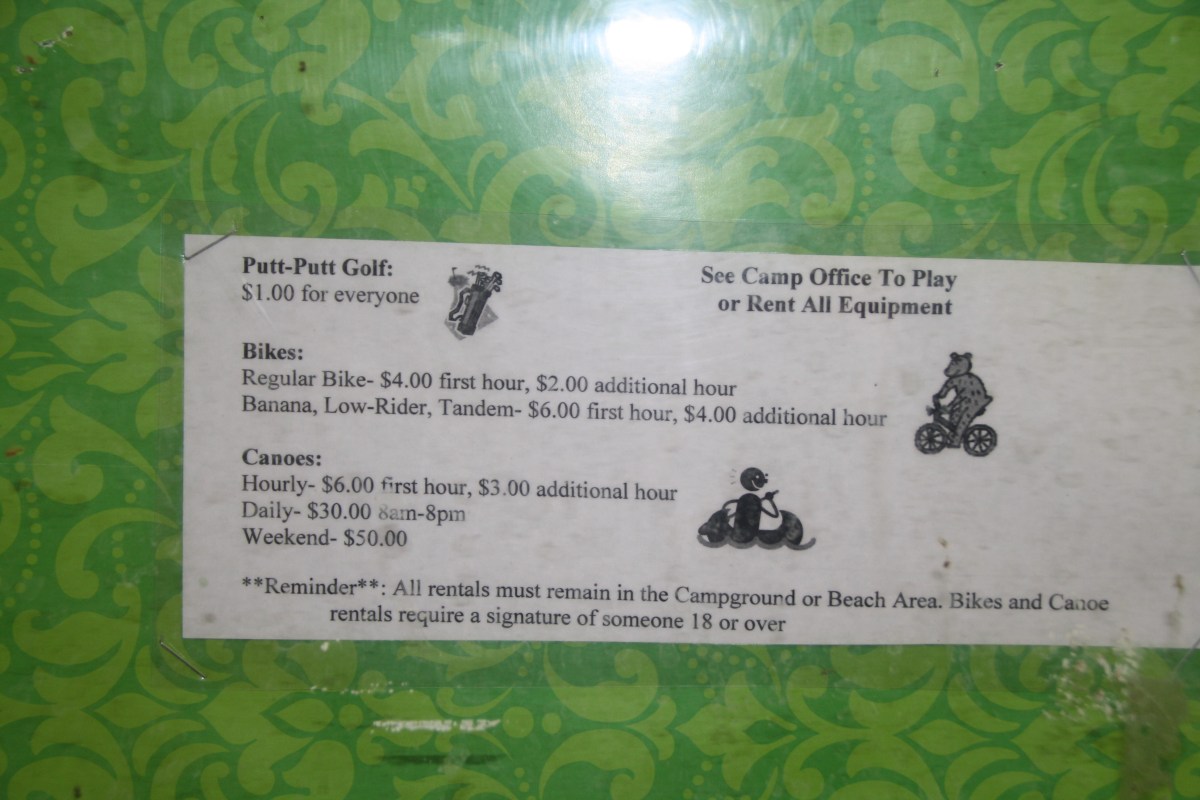 Putt-Putt Golf:
$1.00 for everyone
See Camp Office To Play
or Rent All Equipment
Bikes:
Regular Bike- $4.00 first hour, $2.00 additional hour
Banana, Low-Rider, Tandem- $6.00 first hour, $4.00 additional hour
Canoes:
Hourly- $6.00 first hour, $3.00 additional hour
Daily- $30.00 8am-8pm
Weekend- $50.00
**Reminder**: All rentals must remain in the Campground or Beach Area. Bikes and Canoe
rentals require a signature of someone 18 or over